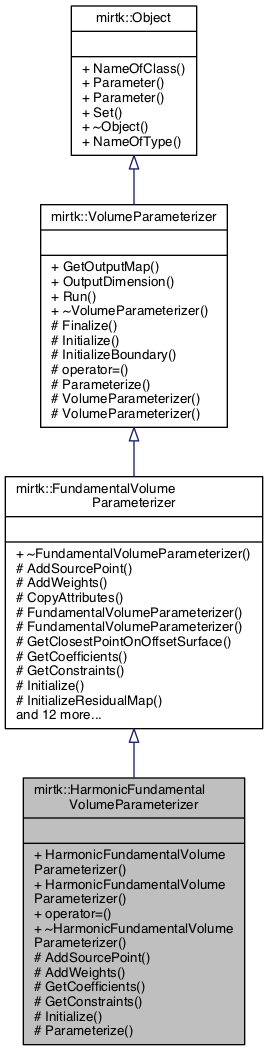 mirtk::Object
+ NameOfClass()
+ Parameter()
+ Parameter()
+ Set()
+ ~Object()
+ NameOfType()
mirtk::VolumeParameterizer
+ GetOutputMap()
+ OutputDimension()
+ Run()
+ ~VolumeParameterizer()
# Finalize()
# Initialize()
# InitializeBoundary()
# operator=()
# Parameterize()
# VolumeParameterizer()
# VolumeParameterizer()
mirtk::FundamentalVolume
Parameterizer
+ ~FundamentalVolumeParameterizer()
# AddSourcePoint()
# AddWeights()
# CopyAttributes()
# FundamentalVolumeParameterizer()
# FundamentalVolumeParameterizer()
# GetClosestPointOnOffsetSurface()
# GetCoefficients()
# GetConstraints()
# Initialize()
# InitializeResidualMap()
and 12 more...
mirtk::HarmonicFundamental
VolumeParameterizer
+ HarmonicFundamentalVolume
Parameterizer()
+ HarmonicFundamentalVolume
Parameterizer()
+ operator=()
+ ~HarmonicFundamentalVolume
Parameterizer()
# AddSourcePoint()
# AddWeights()
# GetCoefficients()
# GetConstraints()
# Initialize()
# Parameterize()